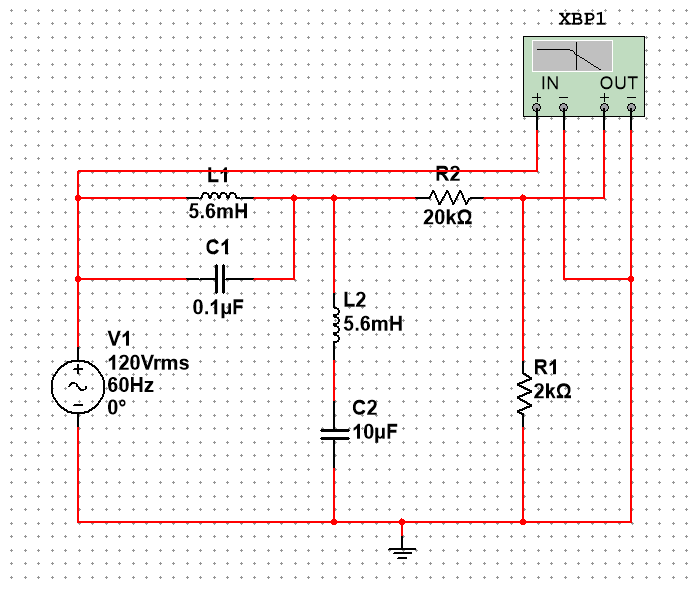 XBP1
IN OUT
+ − + −
L1
5.6mH
R2
20kΩ
C1
0.1µF
L2
5.6mH
V1
120Vrms
60Hz
0°
+
−
R1
2kΩ
C2
10µF